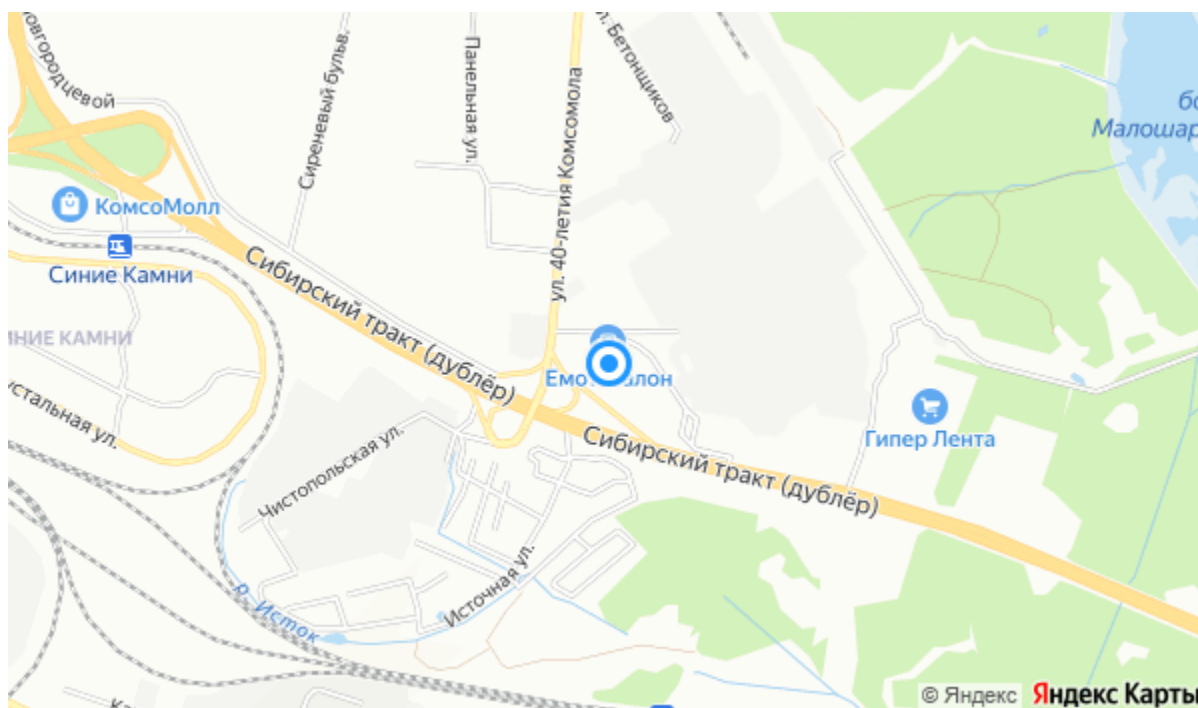 овгородцевой
Сиреневый бульв.
Панельная ул.
ул. 40-летия Комсомола
ул. Бетонщиков
Малошар
КомсоМолл
Синие Камни
ИНИЕ КАМНИ
Сибирский тракт (дублёр)
Гипер Лента
устальная ул.
Чистопольская ул.
Сибирский тракт (дублёр)
Источная ул.
р. Исток
© Яндекс Яндекс Карты